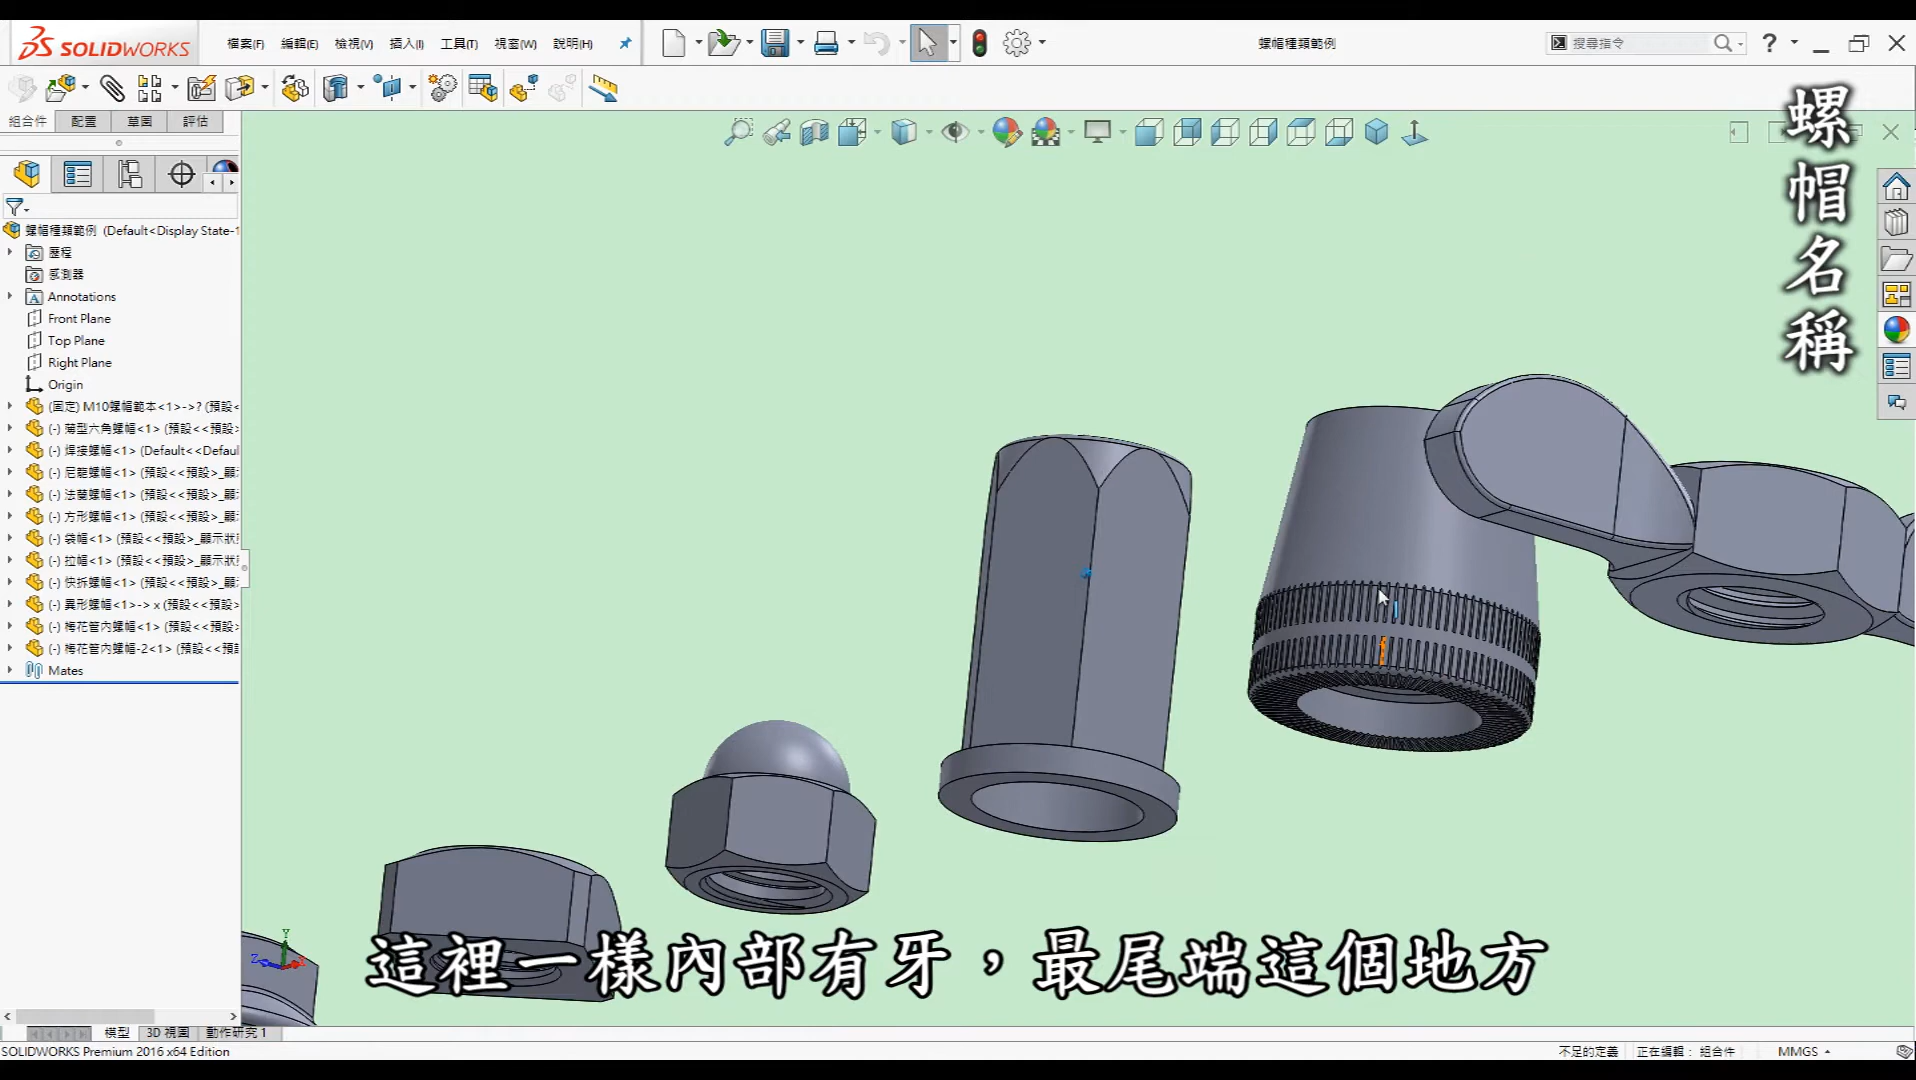 SOLIDWORKS
檔案(F) 編輯(E) 檢視(V) 插入(I) 工具(T) 視窗(W) 說明(H)
螺帽種類範例
搜尋指令
組合件 配置 草圖 評估
螺帽種類範例 (Default<Display State-1
歷程
感測器
Annotations
Front Plane
Top Plane
Right Plane
Origin
(固定) M10螺帽範本<1>->? (預設<
(-) 薄型六角螺帽<1> (預設<<預設>
(-) 焊接螺帽<1> (Default<<Defaul
(-) 尼龍螺帽<1> (預設<<預設>_顯
(-) 法蘭螺帽<1> (預設<<預設>_顯
(-) 方形螺帽<1> (預設<<預設>_顯
(-) 袋帽<1> (預設<<預設>_顯示狀
(-) 拉帽<1> (預設<<預設>_顯示狀
(-) 快拆螺帽<1> (預設<<預設>_顯
(-) 異形螺帽<1>-> x (預設<<預設>
(-) 梅花管內螺帽<1> (預設<<預設
(-) 梅花管內螺帽-2<1> (預設<<預
Mates
螺帽名稱
這裡一樣內部有牙，最尾端這個地方
模型 3D 視圖 動作研究 1
SOLIDWORKS Premium 2016 x64 Edition
不足的定義 正在編輯： 組合件 MMGS